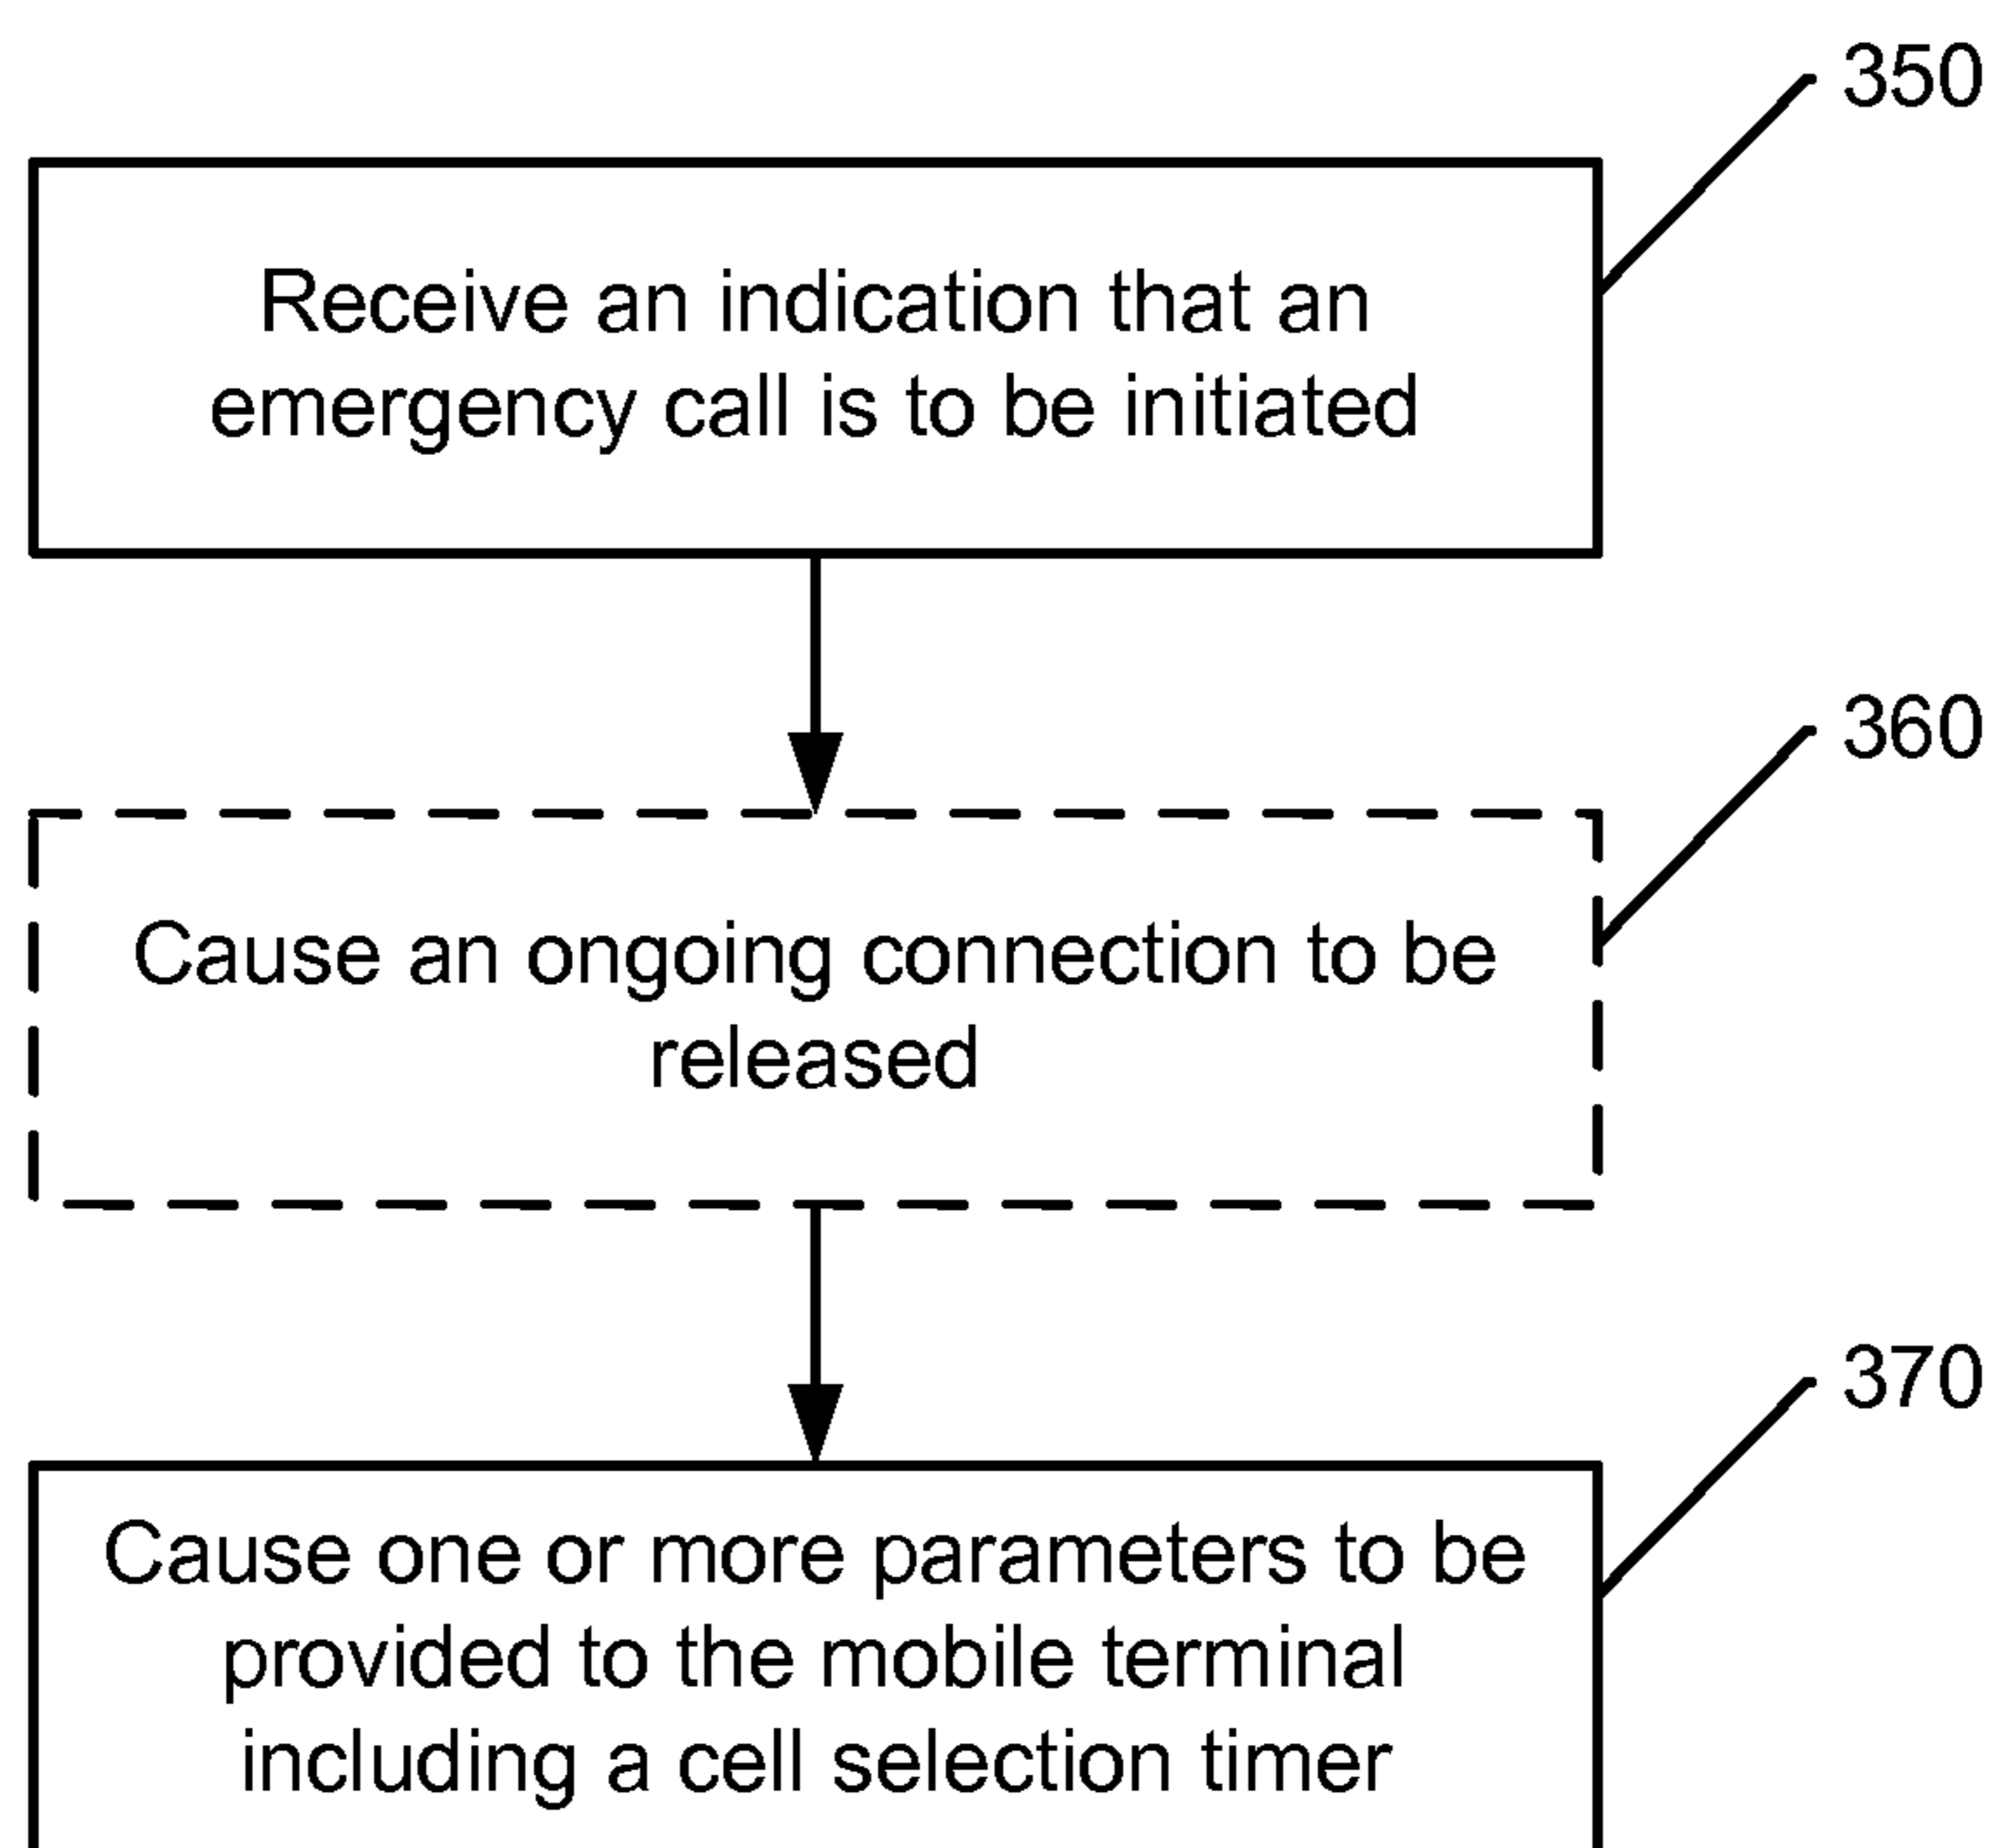 350
Receive an indication that an
emergency call is to be initiated
360
Cause an ongoing connection to be
released
370
Cause one or more parameters to be
provided to the mobile terminal
including a cell selection timer